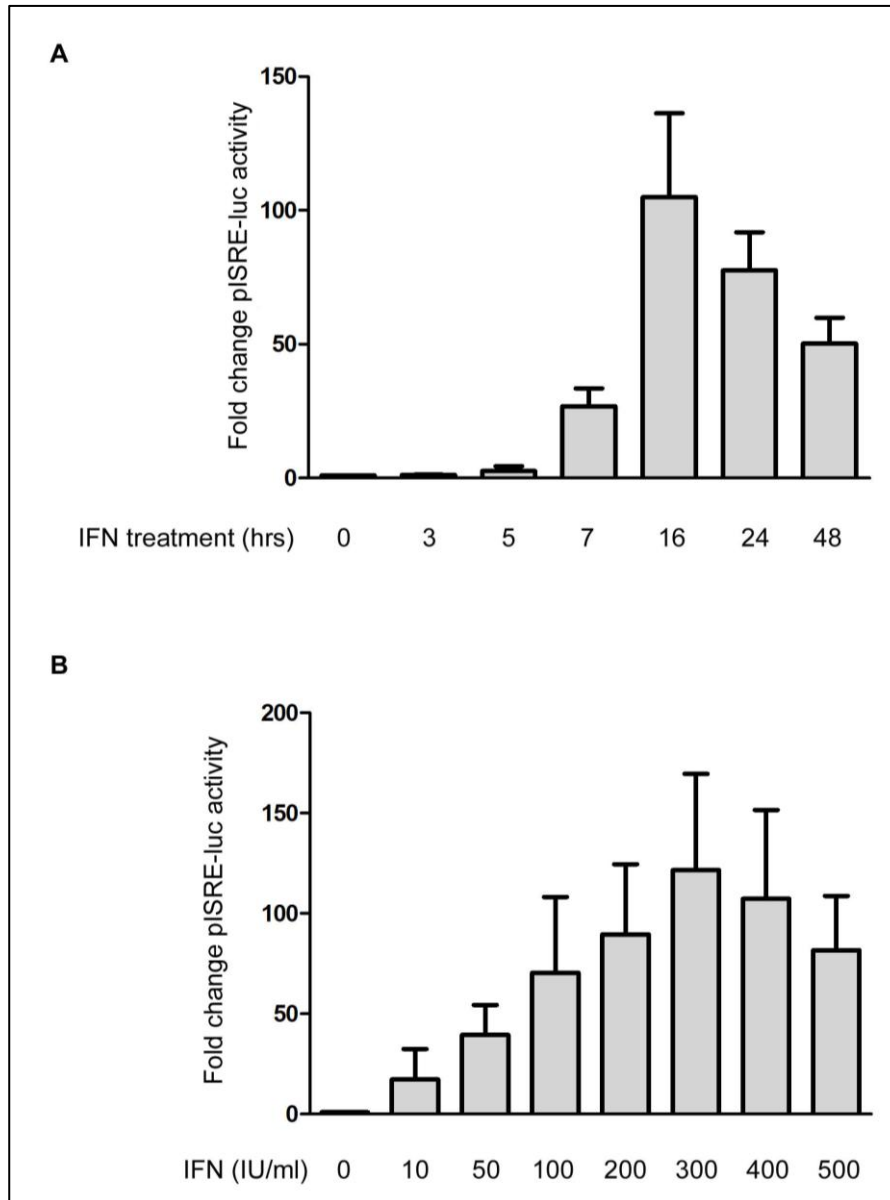 A
Fold change pISRE-luc activity
150
100
50
0
IFN treatment (hrs) 0 3 5 7 16 24 48
B
Fold change pISRE-luc activity
200
150
100
50
0
IFN (IU/ml) 0 10 50 100 200 300 400 500